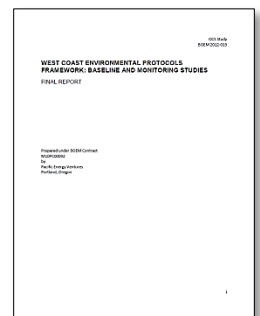 OCS Study
BOEM 2012-013
WEST COAST ENVIRONMENTAL PROTOCOLS
FRAMEWORK: BASELINE AND MONITORING STUDIES
FINAL REPORT
Prepared under BOEM Contract
by
Pacific Energy Ventures
Portland, Oregon